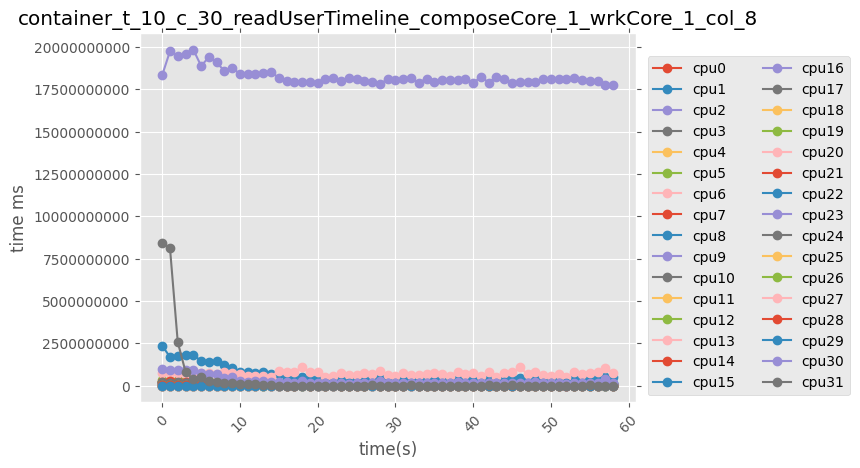 container_t_10_c_30_readUserTimeline_composeCore_1_wrkCore_1_col_8
time ms
20000000000
17500000000
15000000000
12500000000
10000000000
7500000000
5000000000
2500000000
0
0
10
20
30
40
50
60
time(s)
cpu0
cpu1
cpu2
cpu3
cpu4
cpu5
cpu6
cpu7
cpu8
cpu9
cpu10
cpu11
cpu12
cpu13
cpu14
cpu15
cpu16
cpu17
cpu18
cpu19
cpu20
cpu21
cpu22
cpu23
cpu24
cpu25
cpu26
cpu27
cpu28
cpu29
cpu30
cpu31